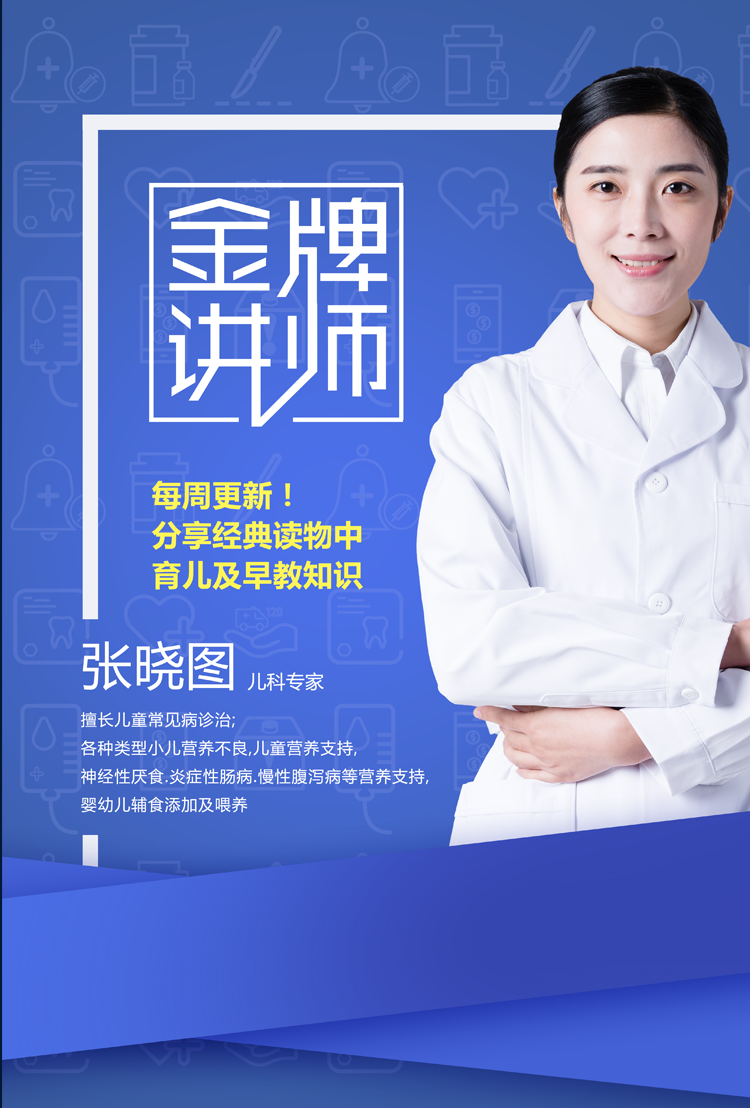 金牌
讲师
每周更新！
分享经典读物中
育儿及早教知识
张晓图 儿科专家
擅长儿童常见病诊治;
各种类型小儿营养不良,儿童营养支持,
神经性厌食.炎症性肠病.慢性腹泻病等营养支持,
婴幼儿辅食添加及喂养
120